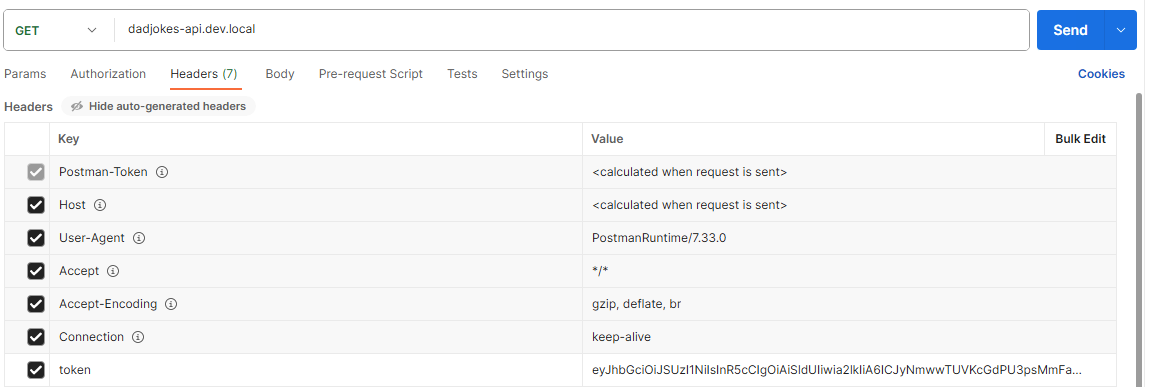 GET dadjokes-api.dev.local Send
Params Authorization Headers (7) Body Pre-request Script Tests Settings Cookies
Headers Hide auto-generated headers
Key Value Bulk Edit
Postman-Token <calculated when request is sent>
Host <calculated when request is sent>
User-Agent PostmanRuntime/7.33.0
Accept */*
Accept-Encoding gzip, deflate, br
Connection keep-alive
token